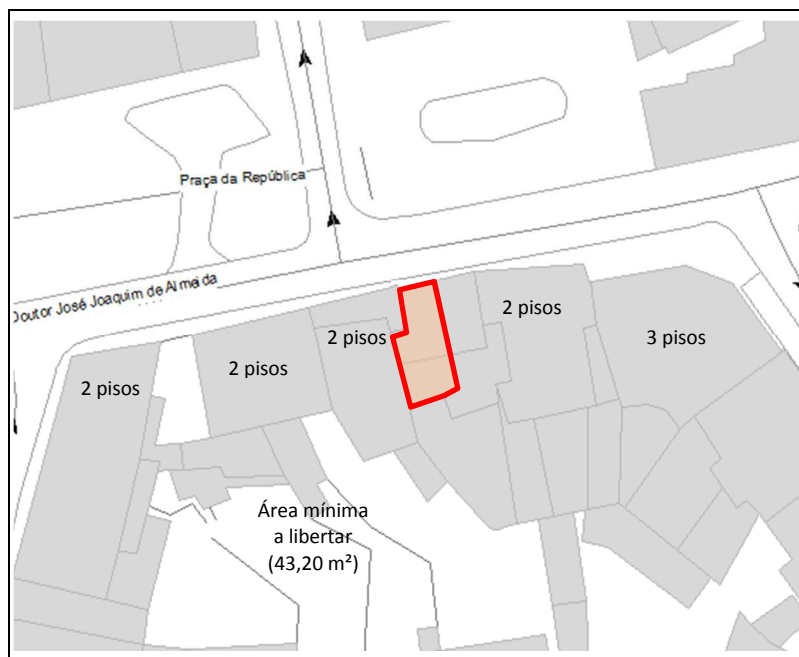 Praça da República
Doutor José Joaquim de Almeida
2 pisos
2 pisos
2 pisos
2 pisos
3 pisos
Área mínima
a libertar
(43,20 m²)